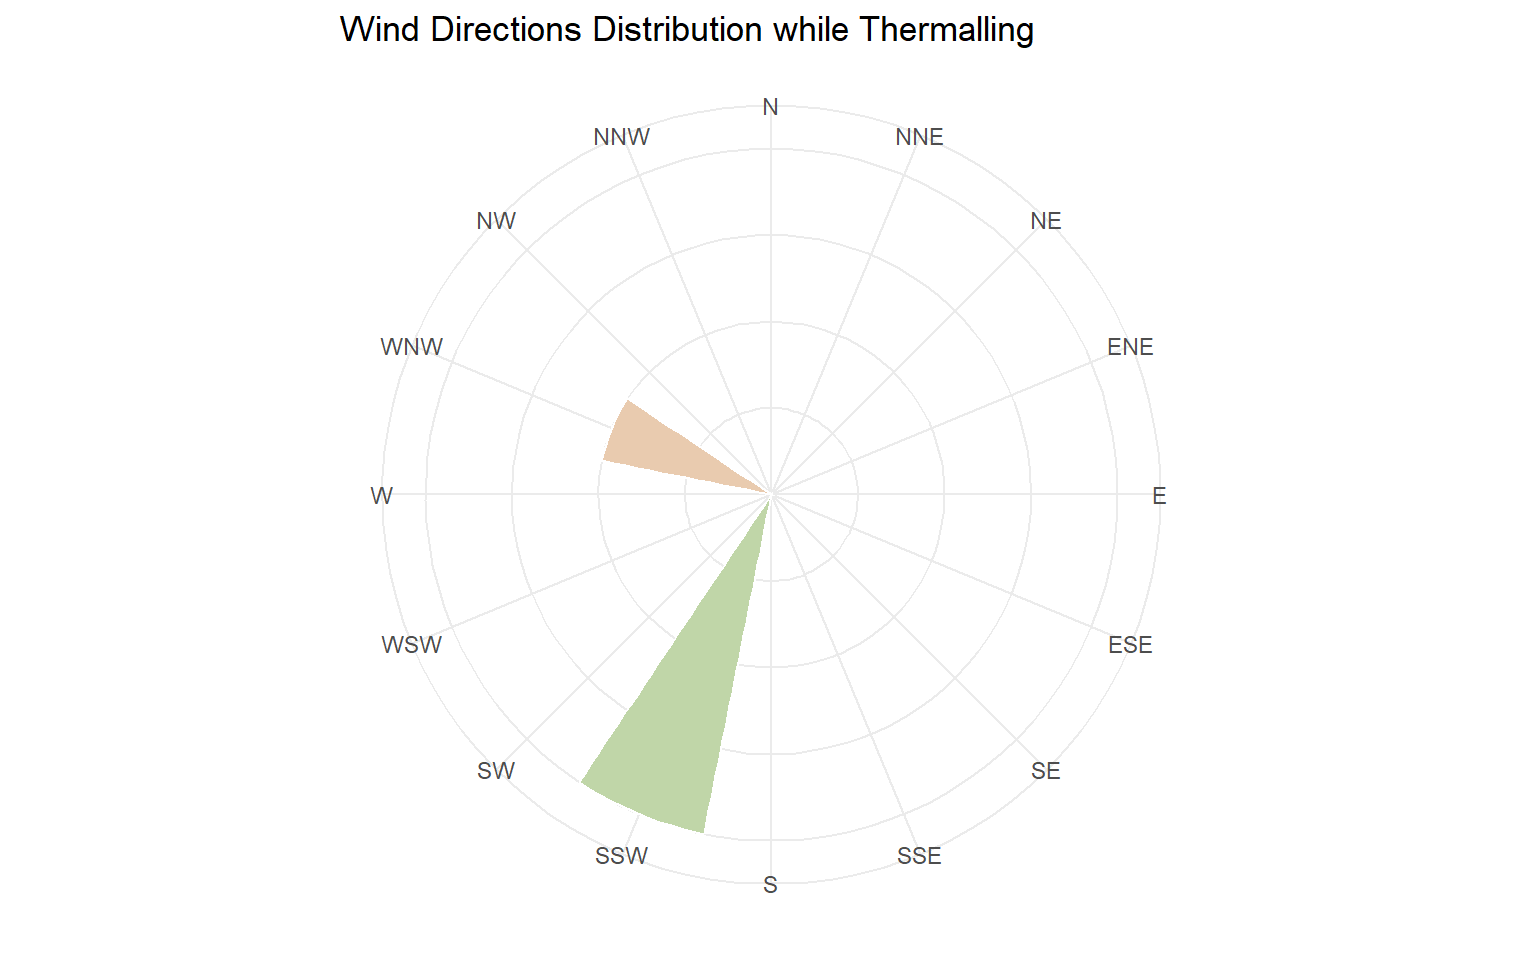 Wind Directions Distribution while Thermalling
N
NNW
NNE
NW
NE
WNW
ENE
W
E
WSW
ESE
SW
SE
SSW
SSE
S